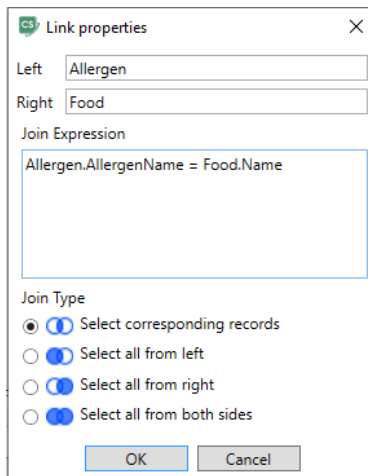 CS Link properties
Left Allergen
Right Food
Join Expression
Allergen.AllergenName = Food.Name
Join Type
Select corresponding records
Select all from left
Select all from right
Select all from both sides
OK Cancel